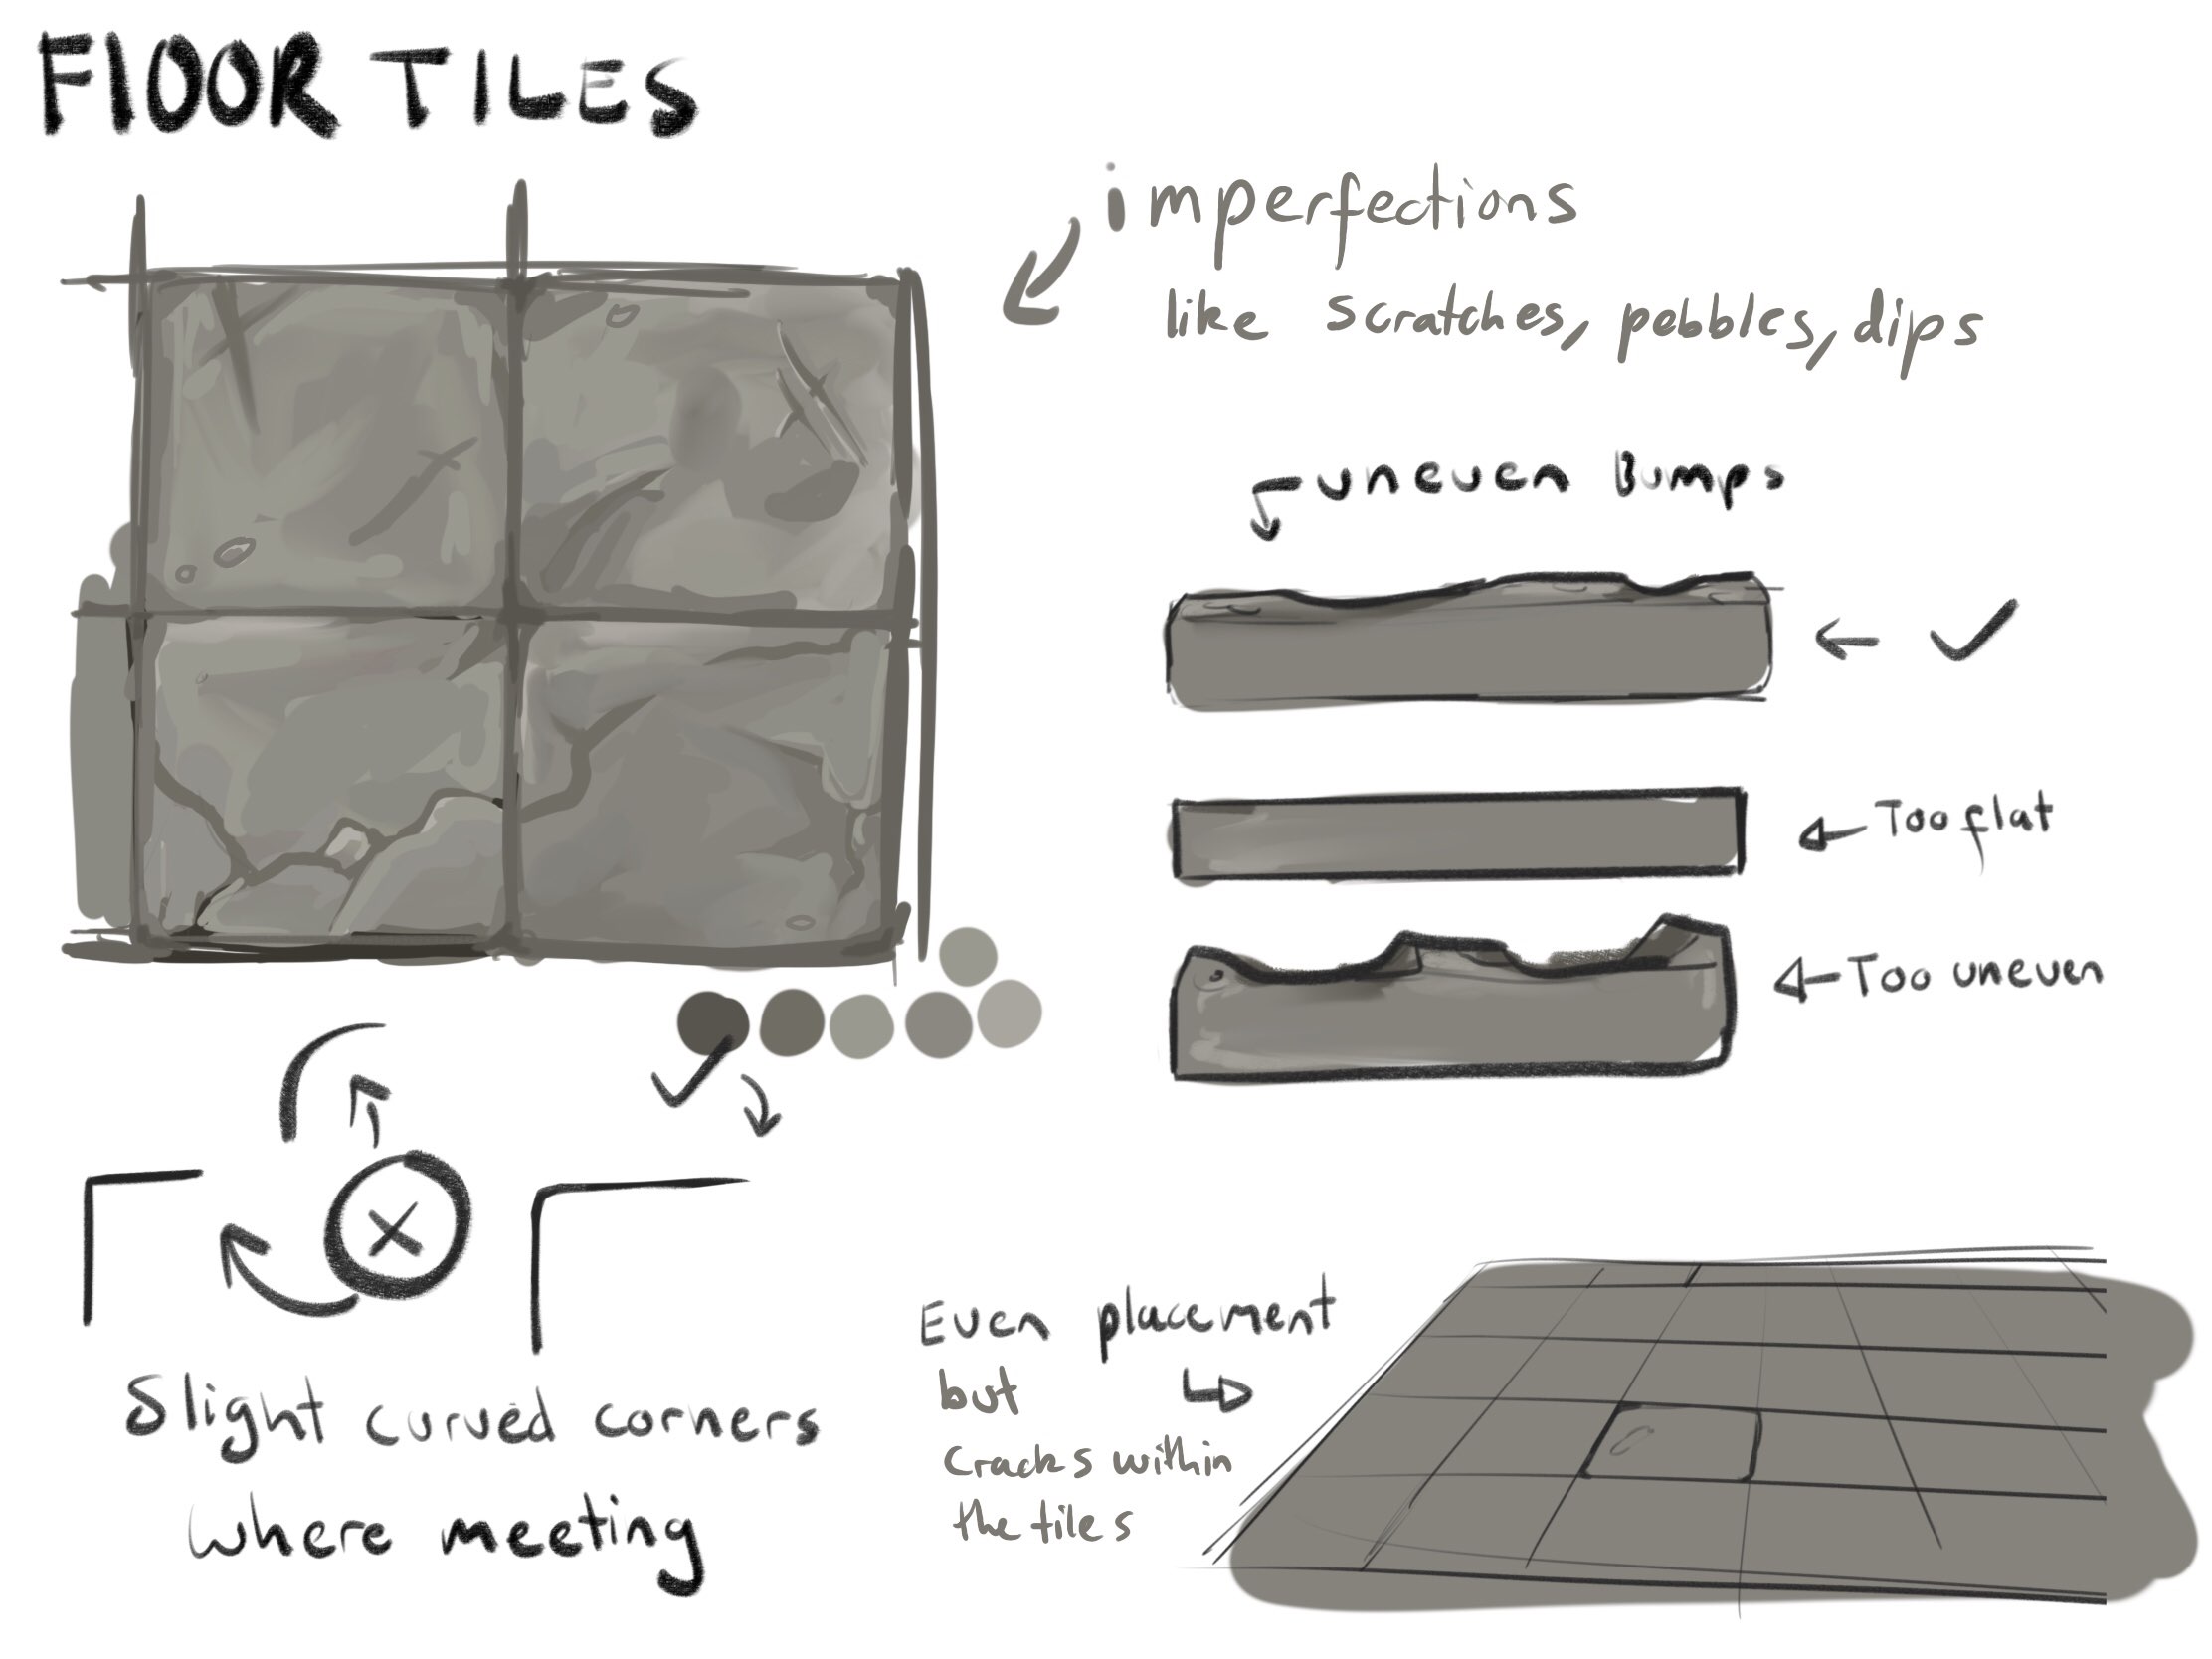 FlOOR TILES
imperfections
like scratches, pebbles, dips
uneven Bumps
Too flat
Too uneven
Slight curved corners
where meeting
Even placement
but
cracks within
the tiles